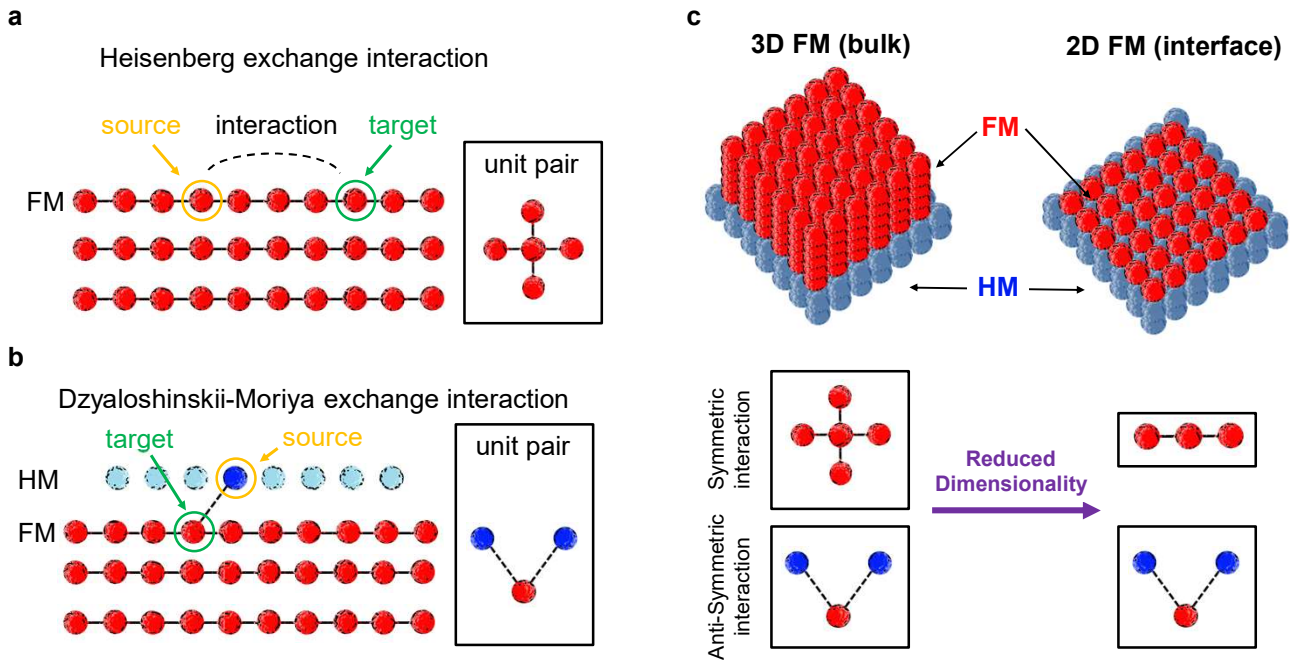 a
Heisenberg exchange interaction
source
interaction
target
FM
unit pair
b
Dzyaloshinskii-Moriya exchange interaction
target
source
HM
FM
unit pair
c
3D FM (bulk)
2D FM (interface)
FM
HM
Symmetric
interaction
Reduced
Dimensionality
Anti-Symmetric
interaction